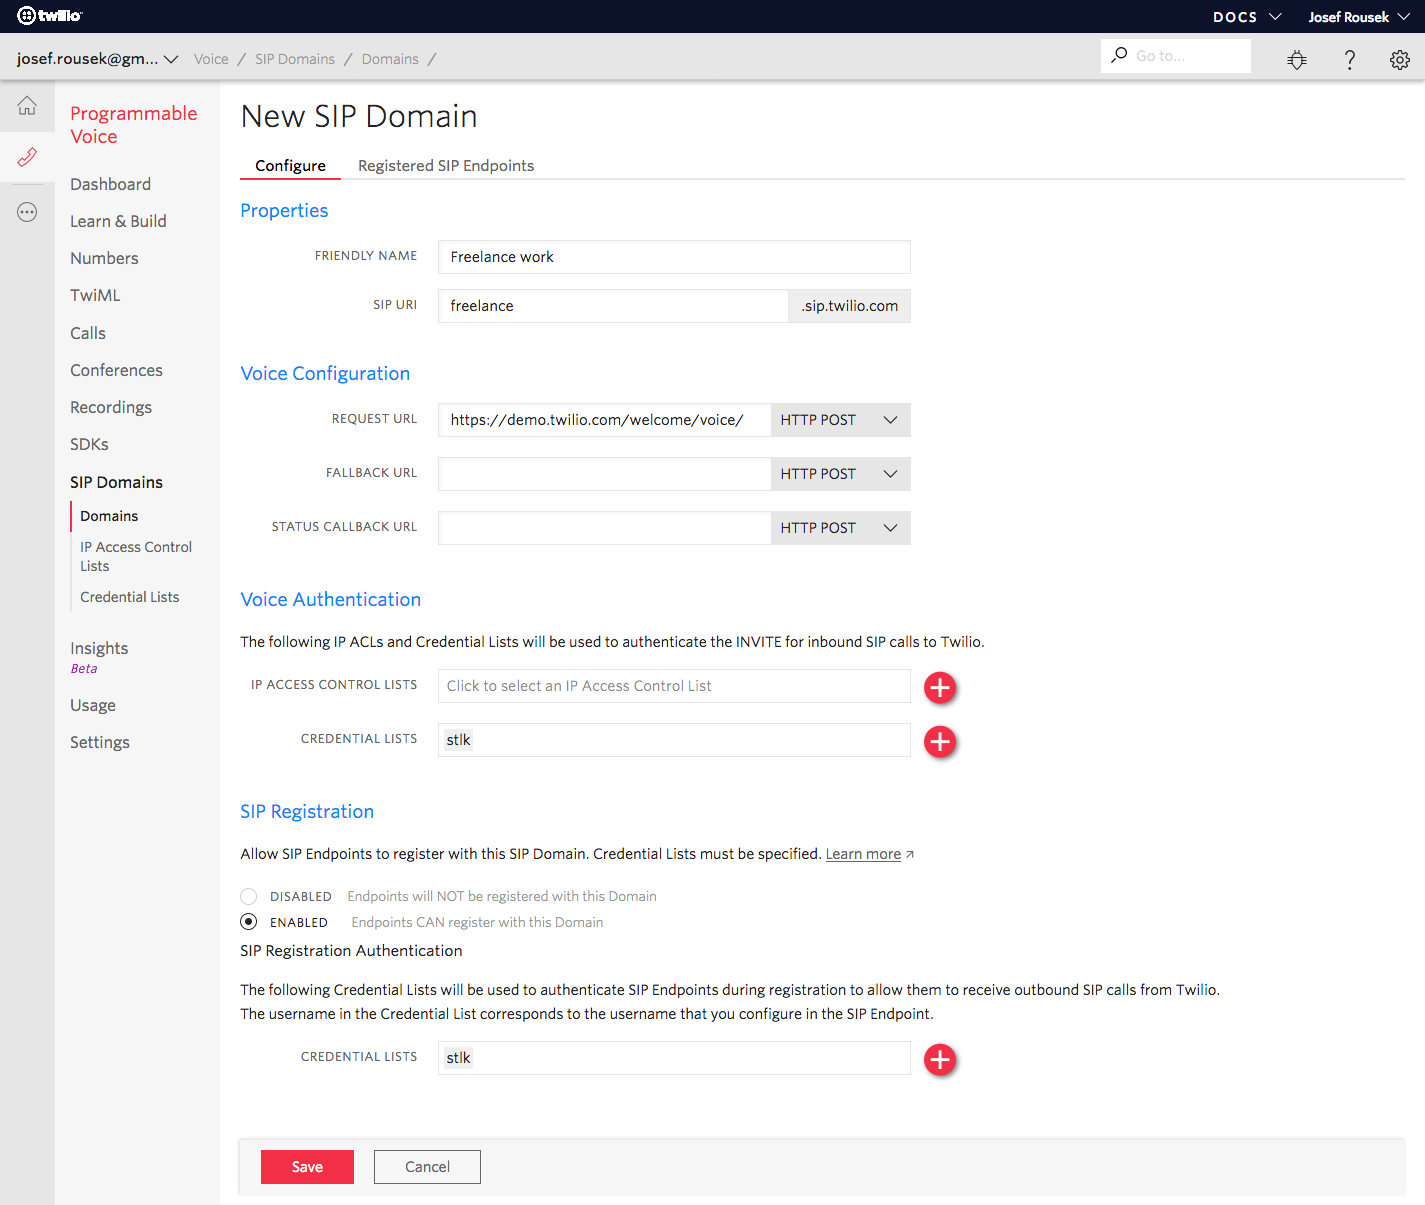 twilio
DOCS
Josef Rousek
josef.rousek@gm...
Voice / SIP Domains / Domains /
Go to...
Programmable
Voice
Dashboard
Learn & Build
Numbers
TwiML
Calls
Conferences
Recordings
SDKs
SIP Domains
Domains
IP Access Control
Lists
Credential Lists
Insights
Beta
Usage
Settings
New SIP Domain
Configure
Registered SIP Endpoints
Properties
FRIENDLY NAME
Freelance work
SIP URI
freelance
.sip.twilio.com
Voice Configuration
REQUEST URL
https://demo.twilio.com/welcome/voice/
HTTP POST
FALLBACK URL
HTTP POST
STATUS CALLBACK URL
HTTP POST
Voice Authentication
The following IP ACLs and Credential Lists will be used to authenticate the INVITE for inbound SIP calls to Twilio.
IP ACCESS CONTROL LISTS
Click to select an IP Access Control List
CREDENTIAL LISTS
stlk
SIP Registration
Allow SIP Endpoints to register with this SIP Domain. Credential Lists must be specified. Learn more
DISABLED Endpoints will NOT be registered with this Domain
ENABLED Endpoints CAN register with this Domain
SIP Registration Authentication
The following Credential Lists will be used to authenticate SIP Endpoints during registration to allow them to receive outbound SIP calls from Twilio.
The username in the Credential List corresponds to the username that you configure in the SIP Endpoint.
CREDENTIAL LISTS
stlk
Save
Cancel